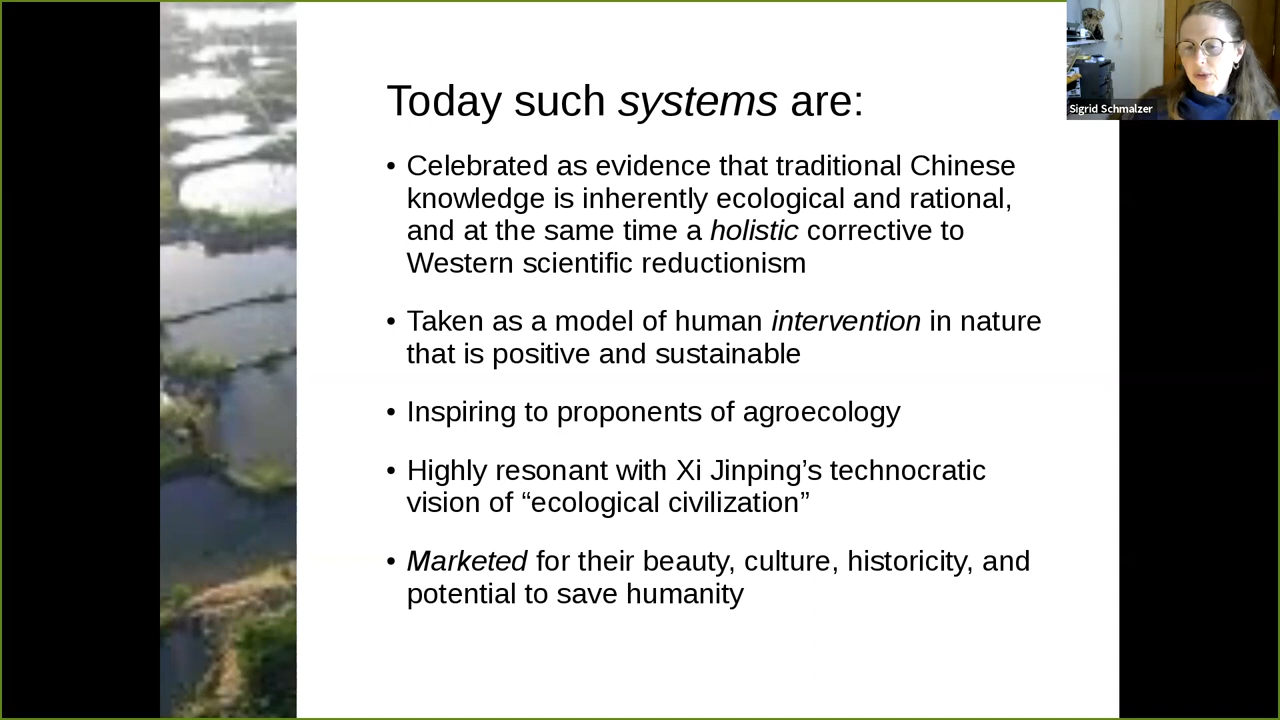 Today such systems are:
• Celebrated as evidence that traditional Chinese
knowledge is inherently ecological and rational,
and at the same time a holistic corrective to
Western scientific reductionism
• Taken as a model of human intervention in nature
that is positive and sustainable
• Inspiring to proponents of agroecology
• Highly resonant with Xi Jinping’s technocratic
vision of “ecological civilization”
• Marketed for their beauty, culture, historicity, and
potential to save humanity
Sigrid Schmalzer